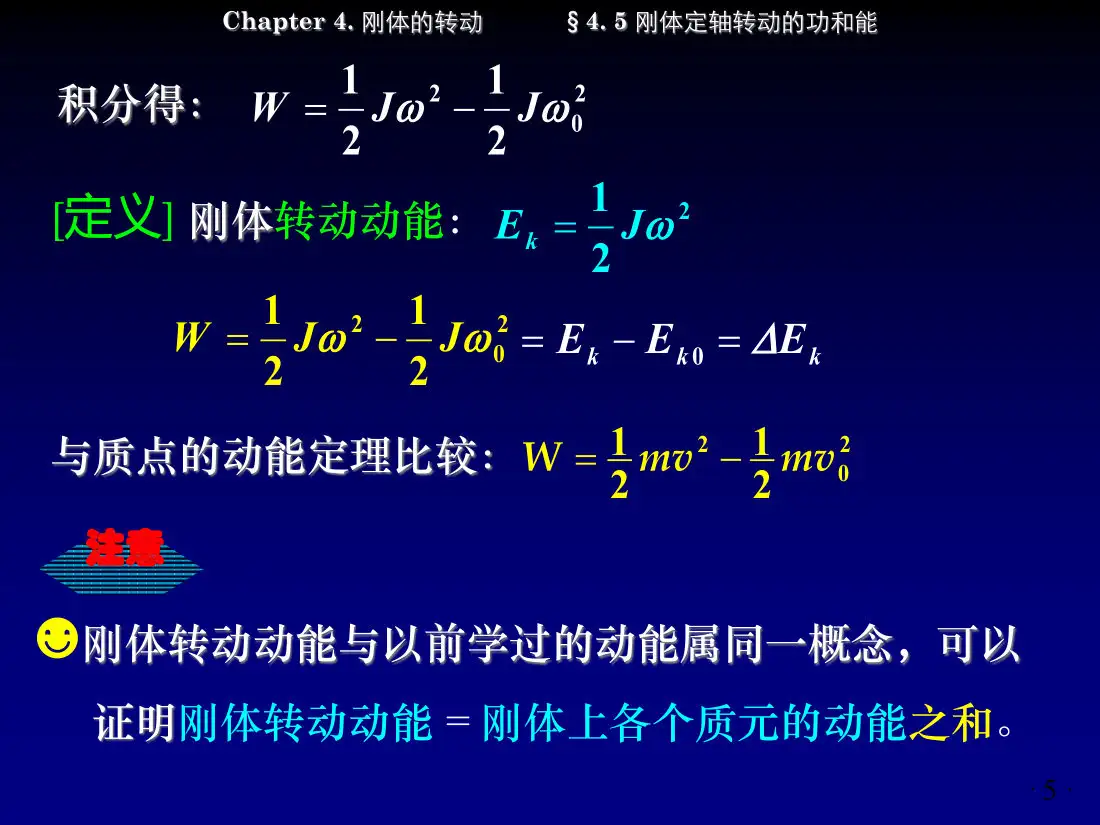 Chapter 4. 刚体的转动 § 4. 5 刚体定轴转动的功和能
积分得： W = 1/2 Jω² − 1/2 Jω₀²
[定义] 刚体转动动能： E_k = 1/2 Jω²
W = 1/2 Jω² − 1/2 Jω₀² = E_k − E_k0 = ΔE_k
与质点的动能定理比较： W = 1/2 mv² − 1/2 mv₀²
注意
刚体转动动能与以前学过的动能属同一概念，可以
证明刚体转动动能 = 刚体上各个质元的动能之和。
· 5 ·